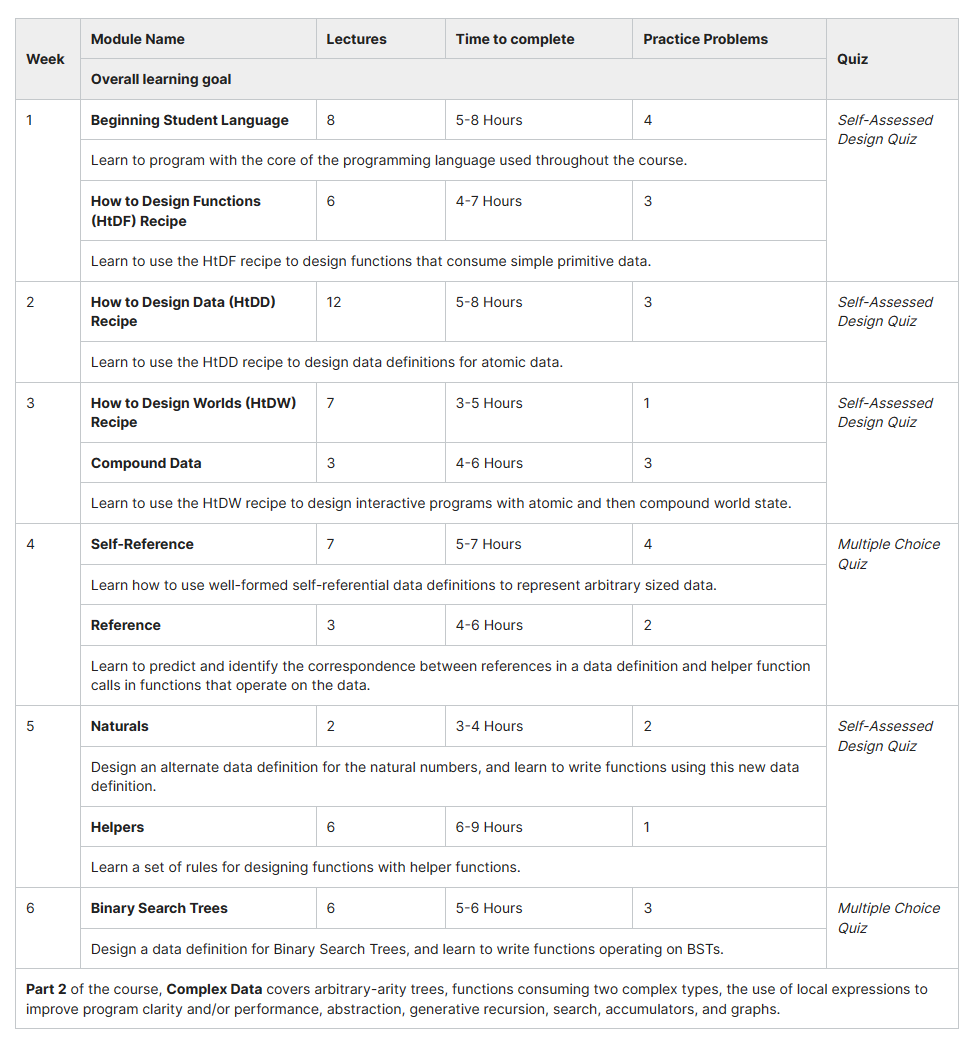 Week
Module Name
Lectures
Time to complete
Practice Problems
Quiz
Overall learning goal
1
Beginning Student Language
8
5-8 Hours
4
Self-Assessed
Design Quiz
Learn to program with the core of the programming language used throughout the course.
How to Design Functions
(HtDF) Recipe
6
4-7 Hours
3
Learn to use the HtDF recipe to design functions that consume simple primitive data.
2
How to Design Data (HtDD)
Recipe
12
5-8 Hours
3
Self-Assessed
Design Quiz
Learn to use the HtDD recipe to design data definitions for atomic data.
3
How to Design Worlds (HtDW)
Recipe
7
3-5 Hours
1
Self-Assessed
Design Quiz
Compound Data
3
4-6 Hours
3
Learn to use the HtDW recipe to design interactive programs with atomic and then compound world state.
4
Self-Reference
7
5-7 Hours
4
Multiple Choice
Quiz
Learn how to use well-formed self-referential data definitions to represent arbitrary sized data.
Reference
3
4-6 Hours
2
Learn to predict and identify the correspondence between references in a data definition and helper function
calls in functions that operate on the data.
5
Naturals
2
3-4 Hours
2
Self-Assessed
Design Quiz
Design an alternate data definition for the natural numbers, and learn to write functions using this new data
definition.
Helpers
6
6-9 Hours
1
Learn a set of rules for designing functions with helper functions.
6
Binary Search Trees
6
5-6 Hours
3
Multiple Choice
Quiz
Design a data definition for Binary Search Trees, and learn to write functions operating on BSTs.
Part 2 of the course, Complex Data covers arbitrary-arity trees, functions consuming two complex types, the use of local expressions to
improve program clarity and/or performance, abstraction, generative recursion, search, accumulators, and graphs.